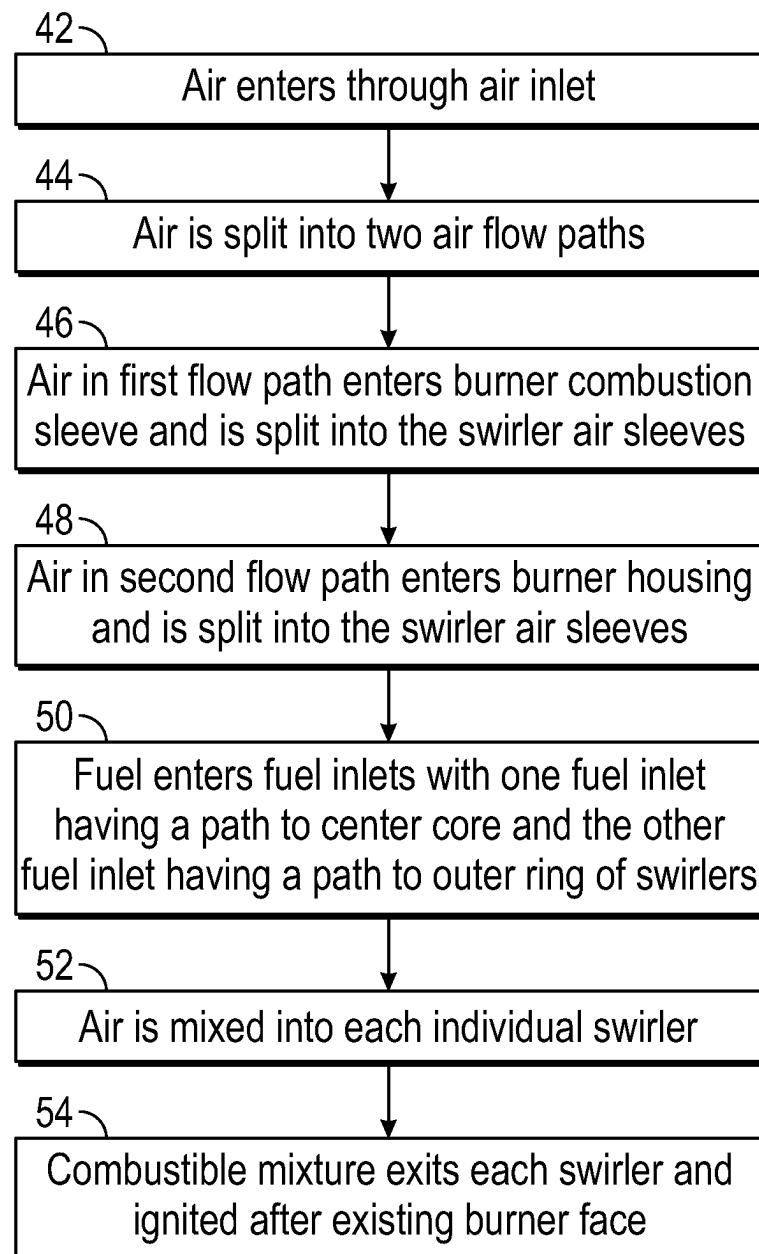 42
Air enters through air inlet
44
Air is split into two air flow paths
46
Air in first flow path enters burner combustion
sleeve and is split into the swirler air sleeves
48
Air in second flow path enters burner housing
and is split into the swirler air sleeves
50
Fuel enters fuel inlets with one fuel inlet
having a path to center core and the other
fuel inlet having a path to outer ring of swirlers
52
Air is mixed into each individual swirler
54
Combustible mixture exits each swirler and
ignited after existing burner face